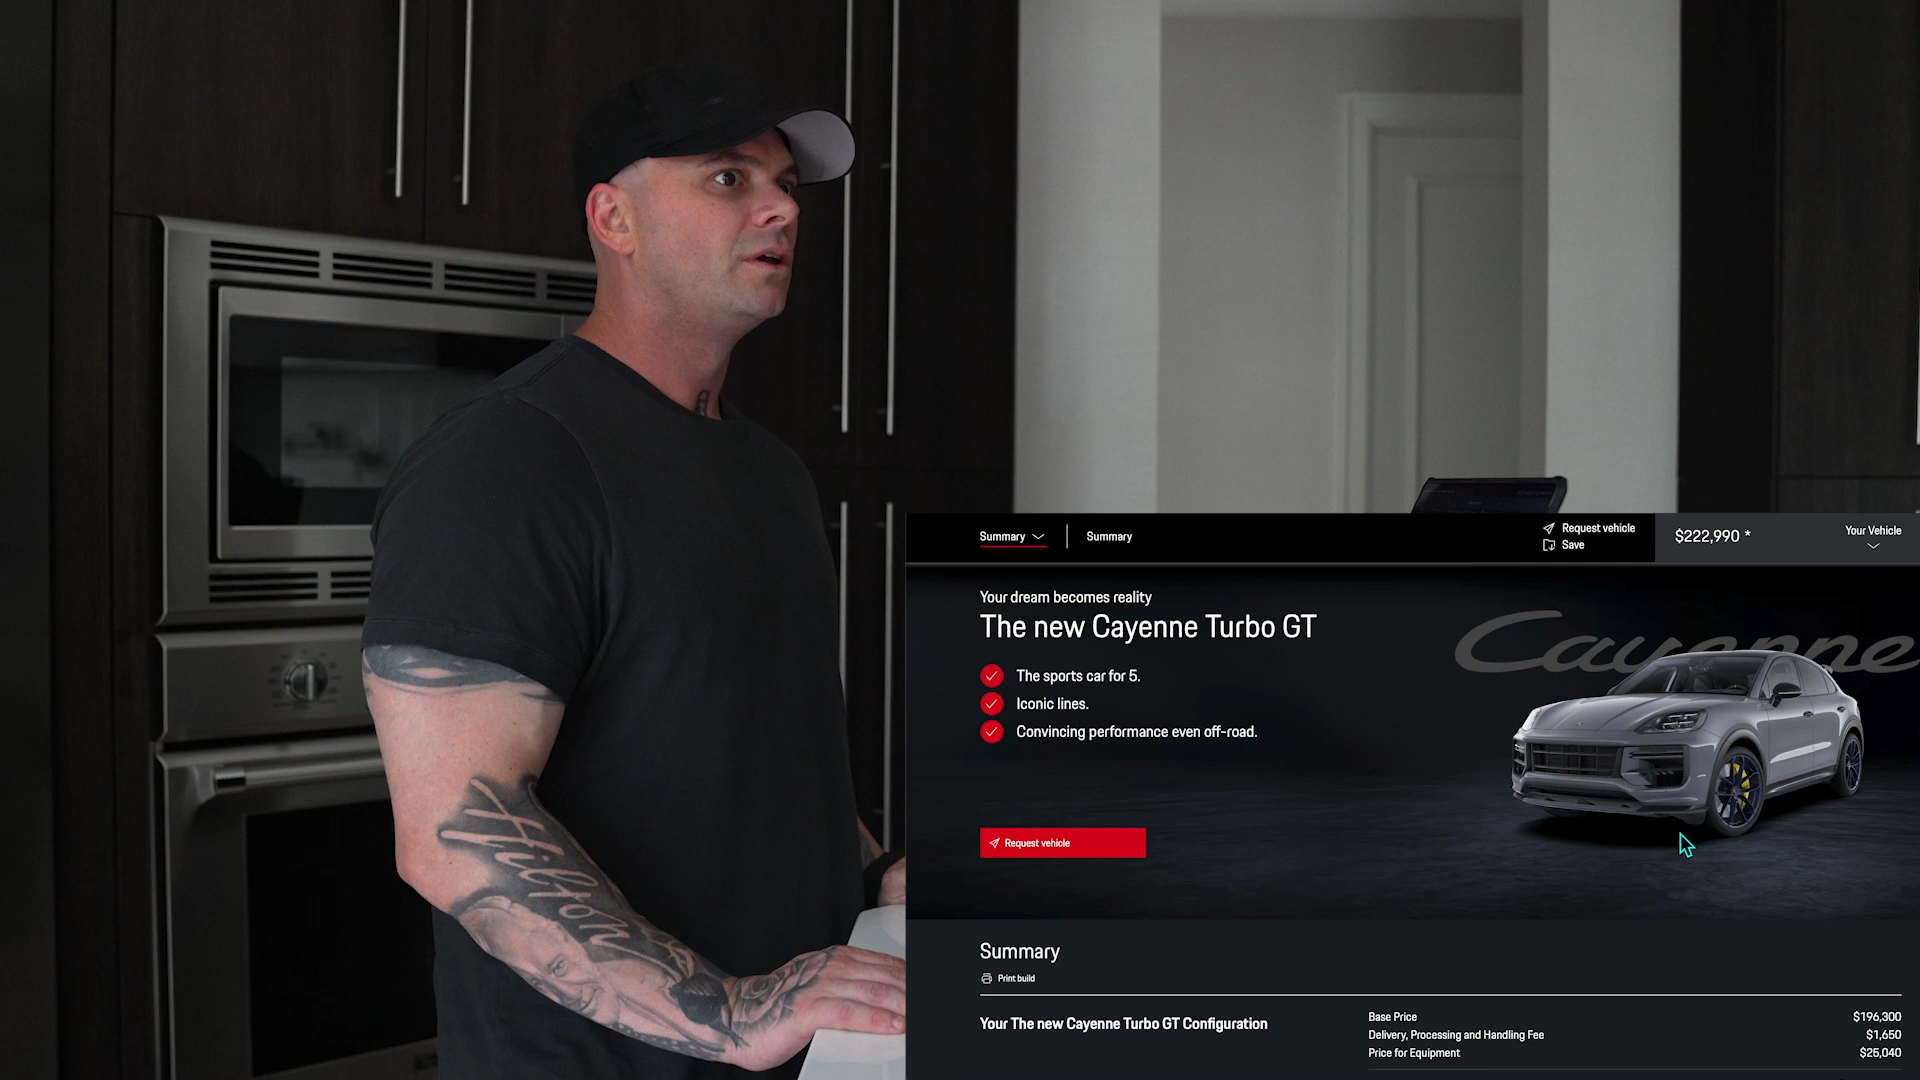 Summary
Summary
Request vehicle
Save
$222,990 *
Your Vehicle
Your dream becomes reality
The new Cayenne Turbo GT
Cayenne
The sports car for 5.
Iconic lines.
Convincing performance even off-road.
Request vehicle
Summary
Print build
Your The new Cayenne Turbo GT Configuration
Base Price $196,300
Delivery, Processing and Handling Fee $1,650
Price for Equipment $25,040